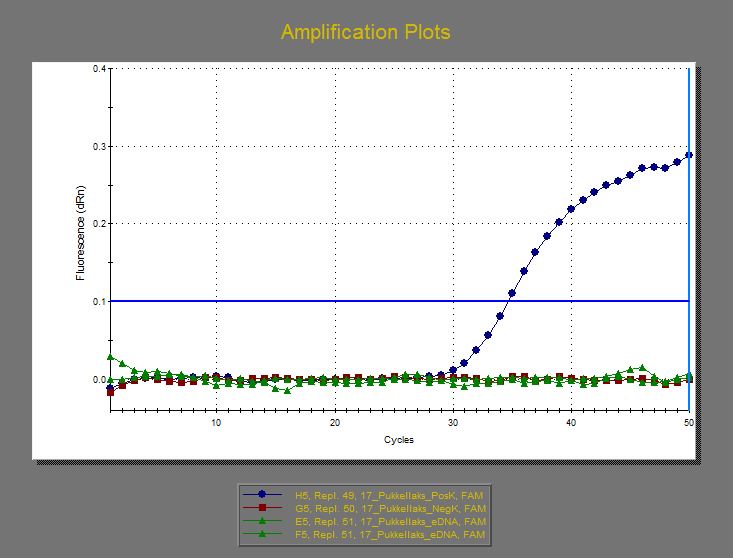 Amplification Plots
0.4
0.3
0.2
0.1
0.0
Fluorescence (dRn)
10
20
30
40
50
Cycles
H5, Repl. 49, 17_Pukkellaks_PosK, FAM
G5, Repl. 50, 17_Pukkellaks_NegK, FAM
E5, Repl. 51, 17_Pukkellaks_eDNA, FAM
F5, Repl. 51, 17_Pukkellaks_eDNA, FAM